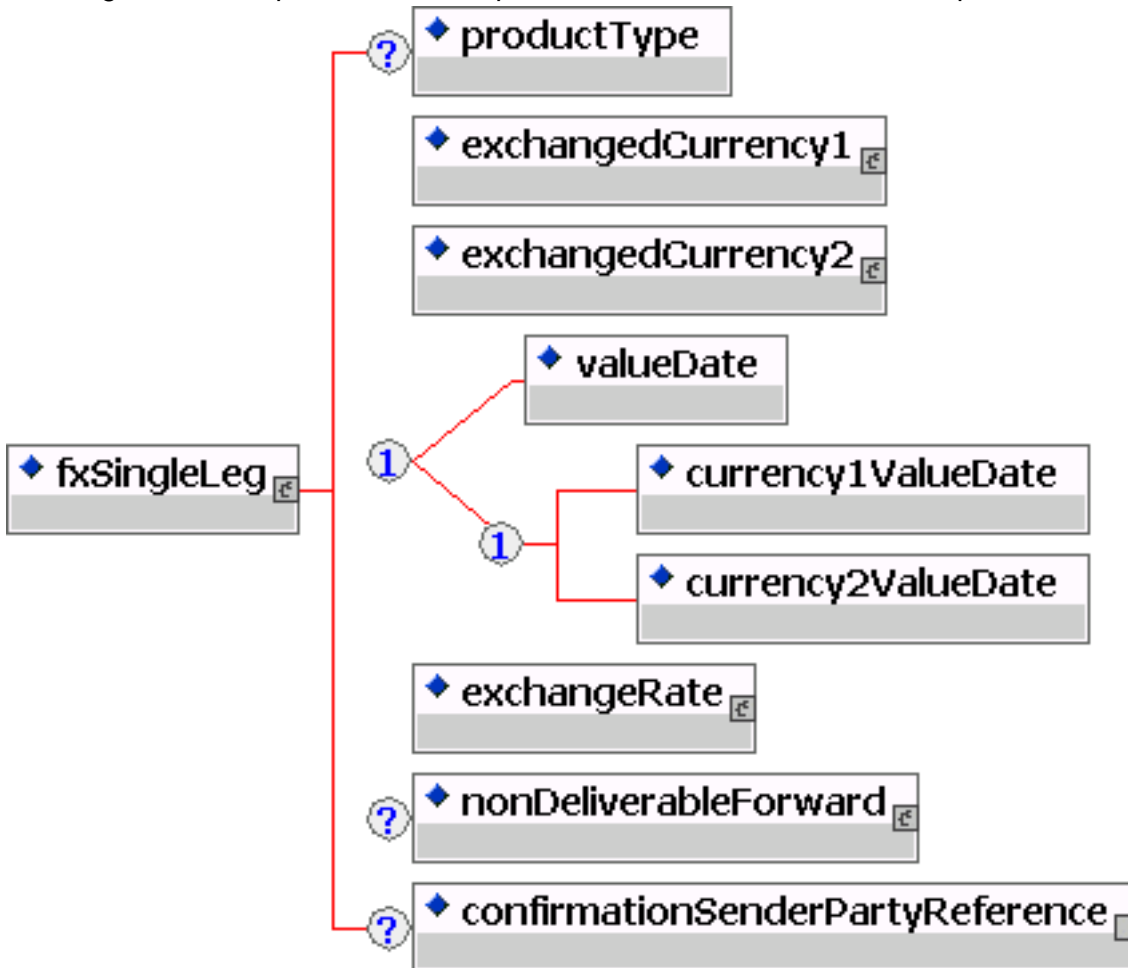 ?
productType
exchangedCurrency1
exchangedCurrency2
valueDate
1
fxSingleLeg
currency1ValueDate
1
currency2ValueDate
exchangeRate
?
nonDeliverableForward
?
confirmationSenderPartyReference